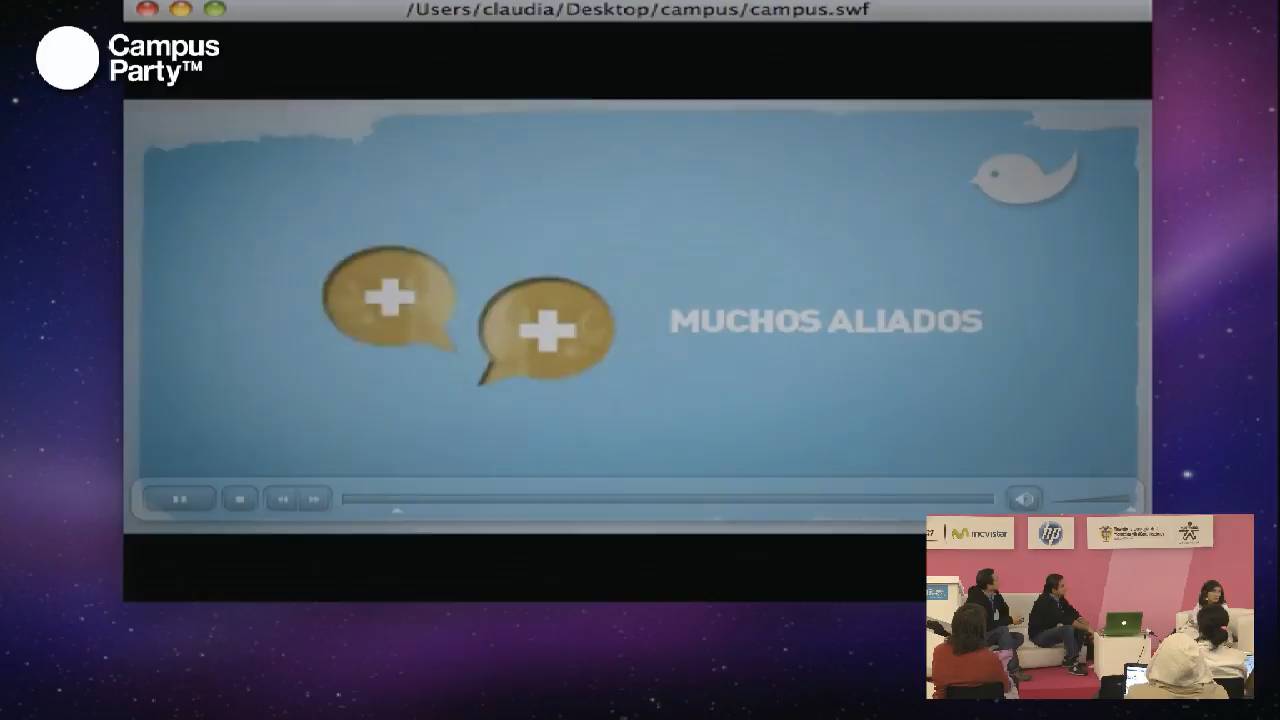 /Users/claudia/Desktop/campus/campus.swf
Campus
Party™
MUCHOS ALIADOS
movistar
hp